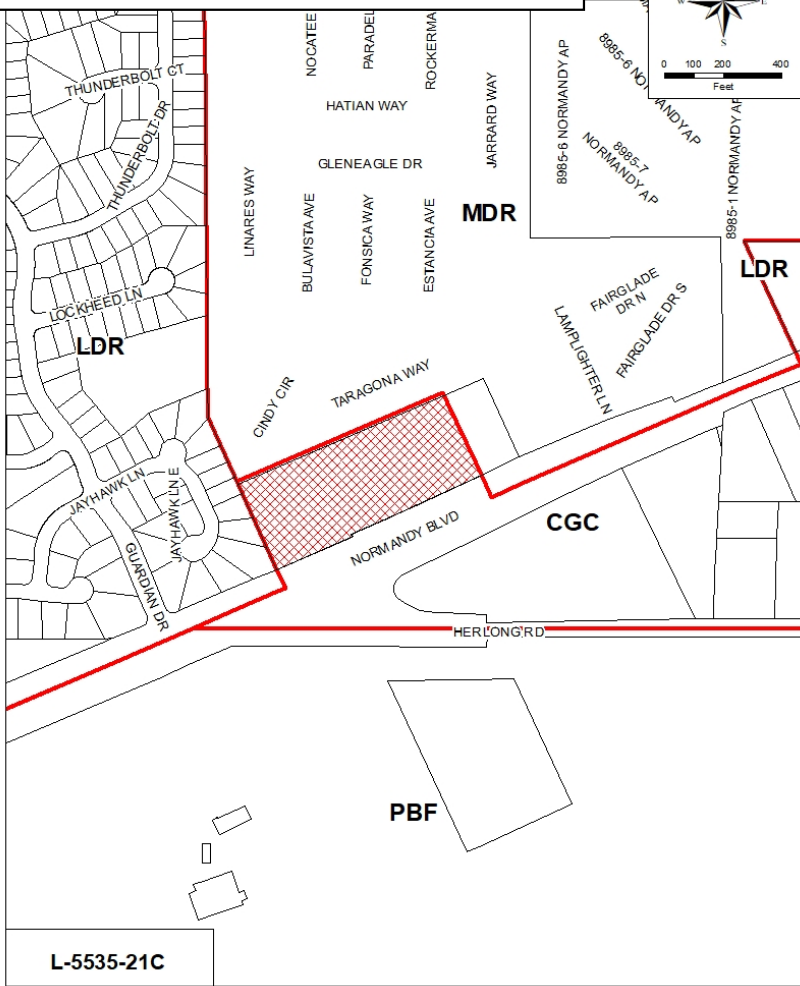 W
E
S
0 100 200 400
Feet
NOCATEE
PARADEL
ROCKERMA
THUNDERBOLT CT
THUNDERBOLT DR
HATIAN WAY
JARRARD WAY
8985-6 NORMANDY AP
8985-6 NORMANDY AP
8985-7
NORMANDY AP
8985-1 NORMANDY AP
GLENEAGLE DR
LINARES WAY
BULAVISTA AVE
FONSICA WAY
ESTANCIA AVE
MDR
LDR
LOCKHEED LN
LDR
FAIRGLADE
DR N
FAIRGLADE DR S
LAMPLIGHTER LN
CINDY CIR
TARAGONA WAY
JAYHAWK LN
JAYHAWK LN E
GUARDIAN DR
NORMANDY BLVD
CGC
HERLONG RD
PBF
L-5535-21C